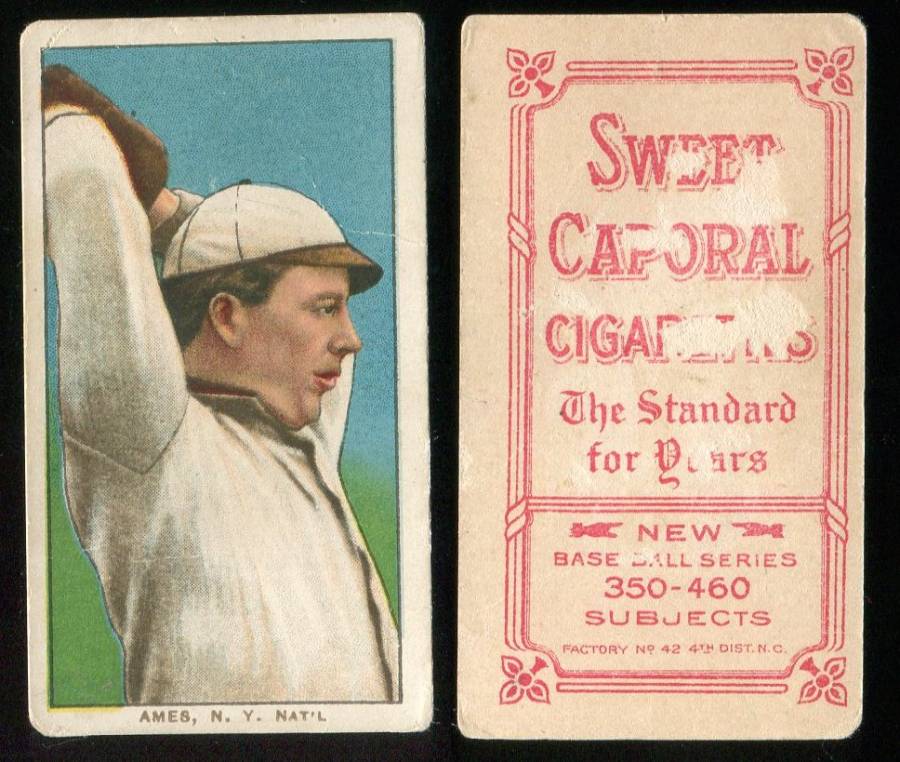 AMES, N. Y. NAT'L
SWEET
CAPORAL
CIGARETTES
The Standard
for Years
NEW
BASE BALL SERIES
350-460
SUBJECTS
FACTORY Nº 42 4TH DIST. N.C.